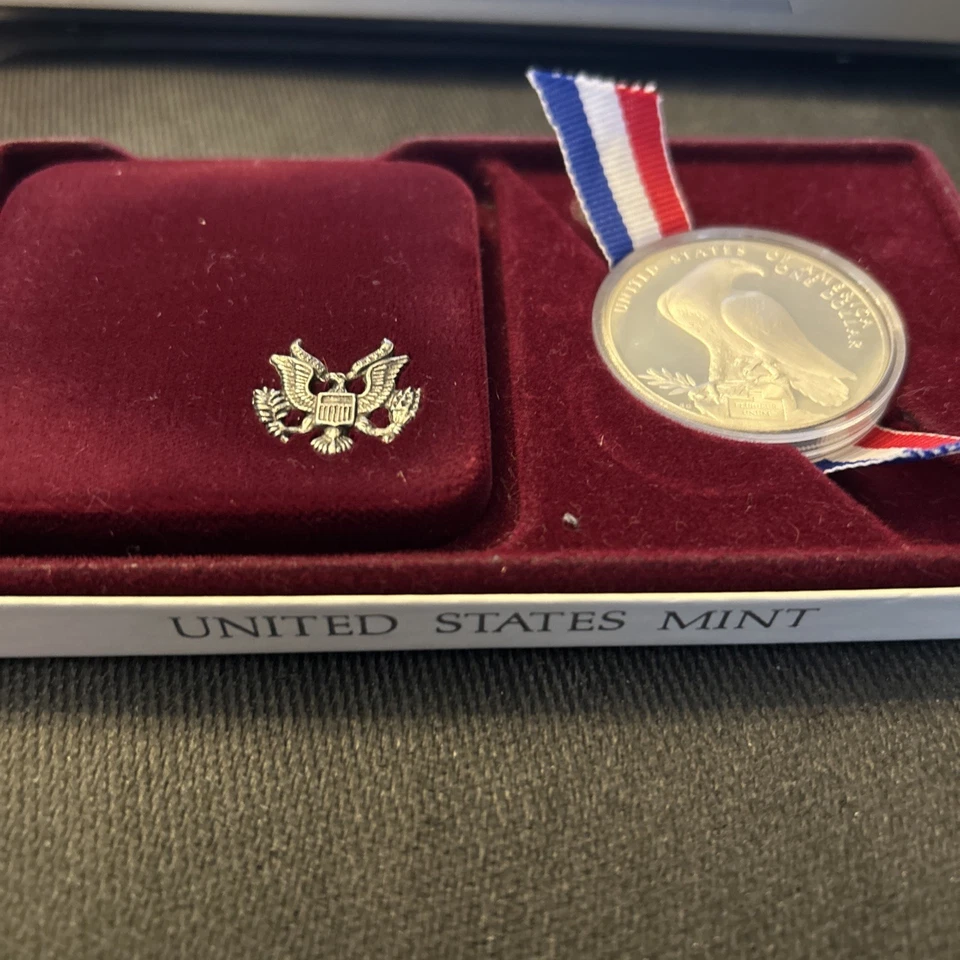 UNITED STATES OF AMERICA
ONE DOLLAR
UNITED STATES MINT